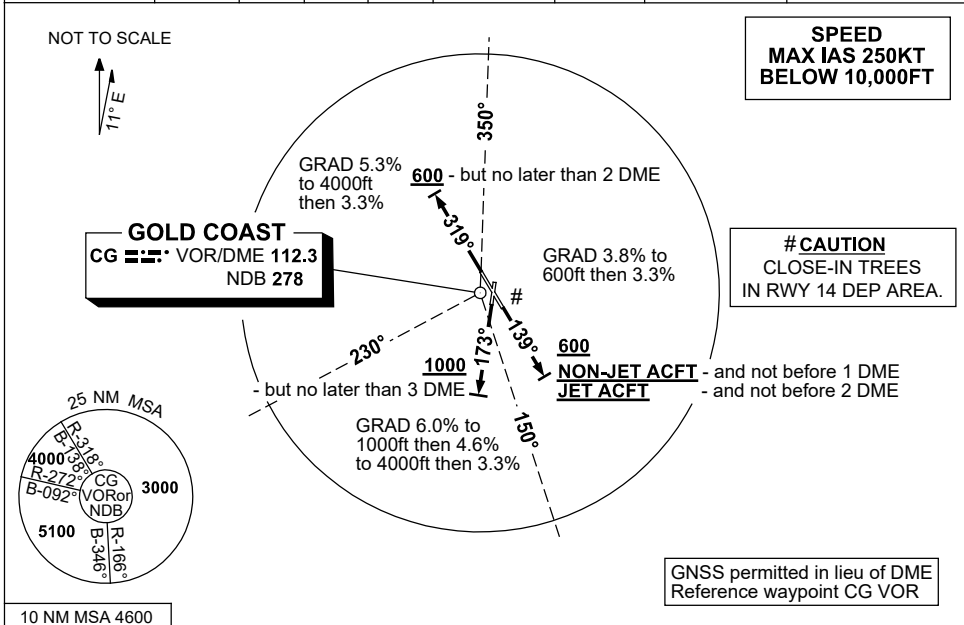 NOT TO SCALE
11° E
SPEED
MAX IAS 250KT
BELOW 10,000FT
350°
GRAD 5.3%
to 4000ft
then 3.3%
600 - but no later than 2 DME
319°
GOLD COAST
CG VOR/DME 112.3
NDB 278
GRAD 3.8% to
600ft then 3.3%
#CAUTION
CLOSE-IN TREES
IN RWY 14 DEP AREA.
#
139°
173°
230°
1000
- but no later than 3 DME
600
NON-JET ACFT - and not before 1 DME
JET ACFT - and not before 2 DME
150°
GRAD 6.0% to
1000ft then 4.6%
to 4000ft then 3.3%
25 NM MSA
R-318°
B-138°
4000
R-272°
B-092°
CG
VORor
NDB
3000
5100
B-346°
R-166°
10 NM MSA 4600
GNSS permitted in lieu of DME
Reference waypoint CG VOR